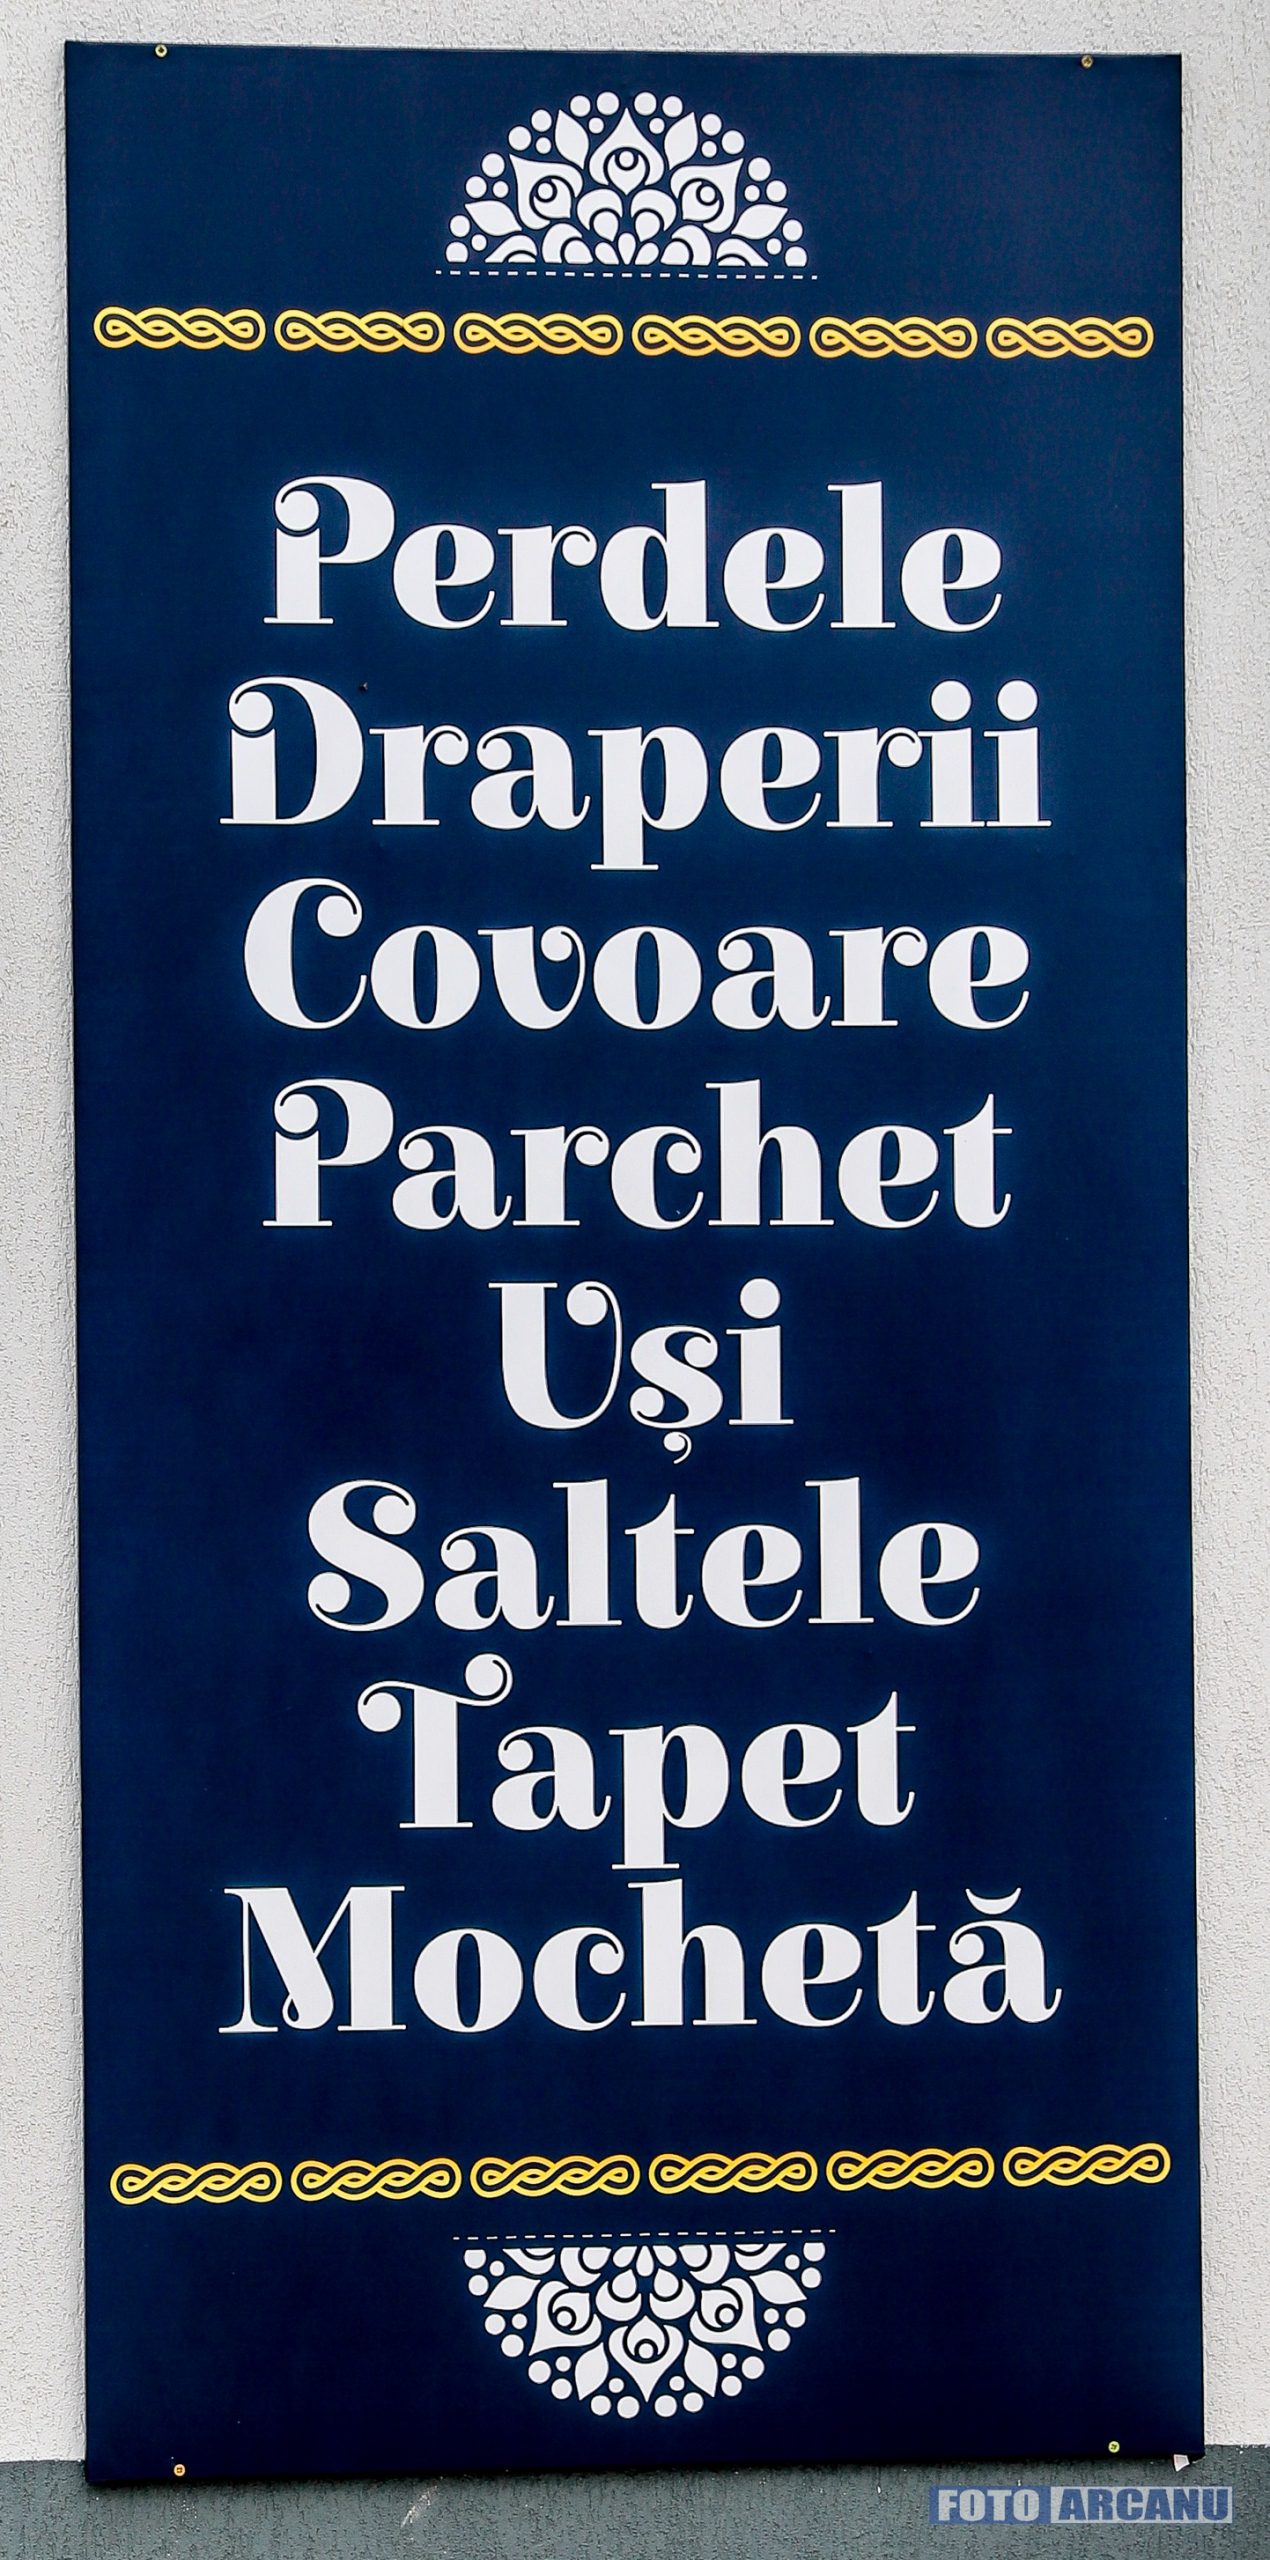 Perdele
Draperii
Covoare
Parchet
Uși
Saltele
Tapet
Mochetă
FOTO ARCANU